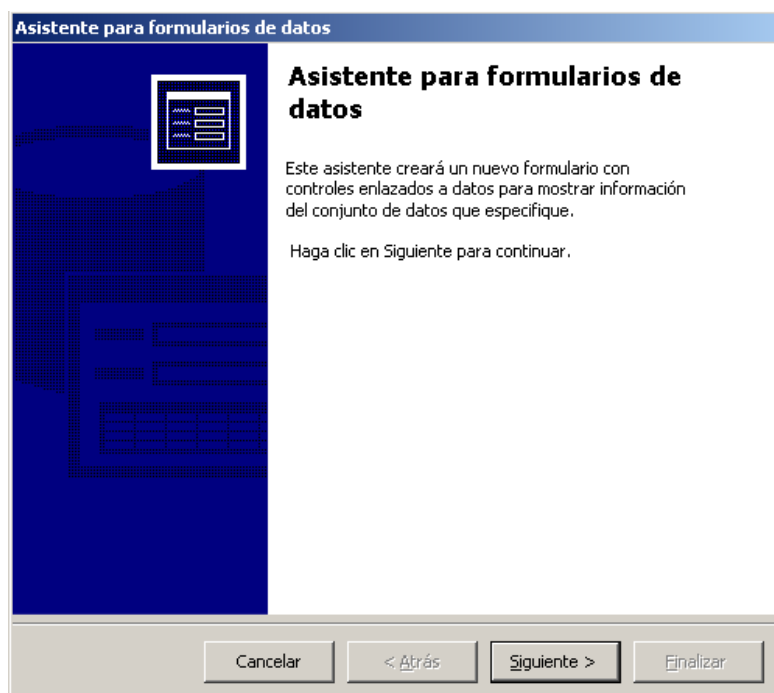 Asistente para formularios de datos
Asistente para formularios de
datos
Este asistente creará un nuevo formulario con
controles enlazados a datos para mostrar información
del conjunto de datos que especifique.
Haga clic en Siguiente para continuar.
Cancelar
< Atrás
Siguiente >
Finalizar